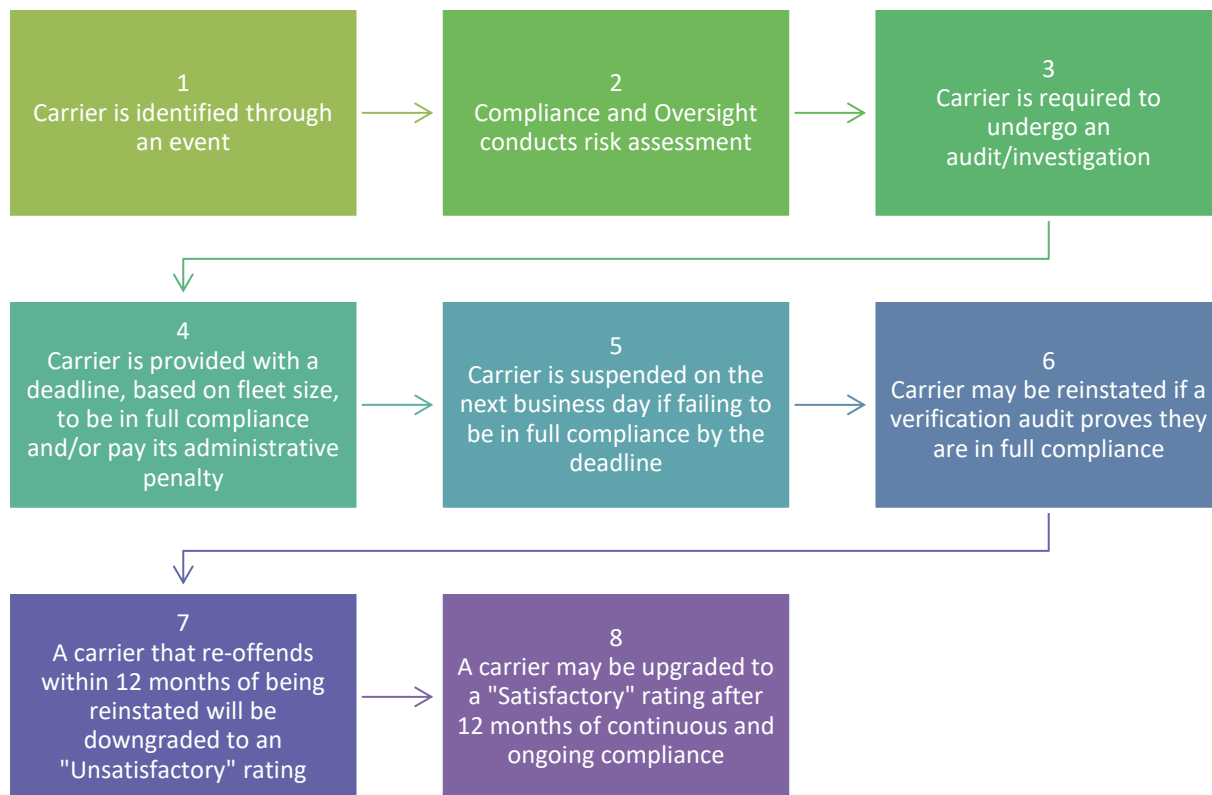 1
Carrier is identified through
an event
2
Compliance and Oversight
conducts risk assessment
3
Carrier is required to
undergo an
audit/investigation
4
Carrier is provided with a
deadline, based on fleet size,
to be in full compliance
and/or pay its administrative
penalty
5
Carrier is suspended on the
next business day if failing to
be in full compliance by the
deadline
6
Carrier may be reinstated if a
verification audit proves they
are in full compliance
7
A carrier that re-offends
within 12 months of being
reinstated will be
downgraded to an
"Unsatisfactory" rating
8
A carrier may be upgraded to
a "Satisfactory" rating after
12 months of continuous and
ongoing compliance